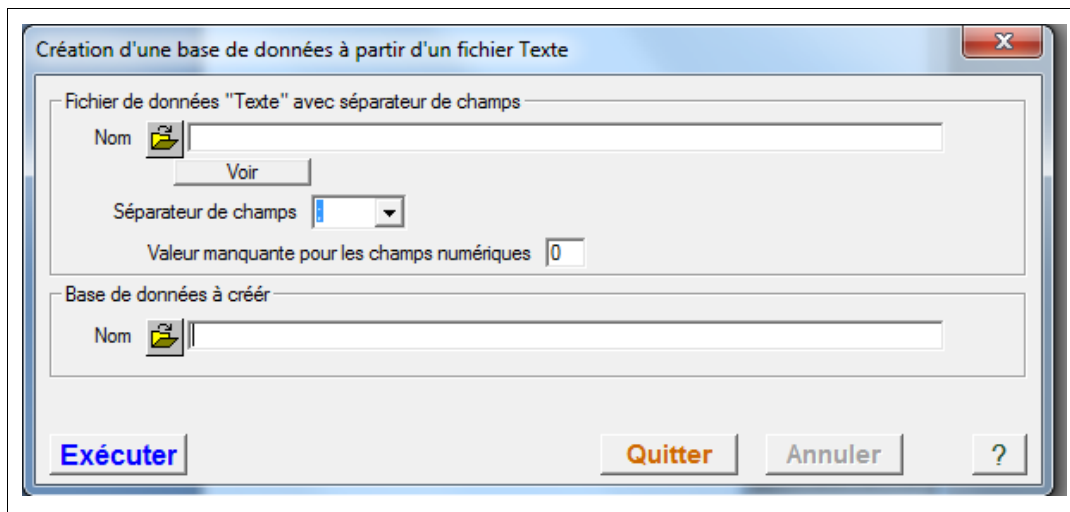 Création d'une base de données à partir d'un fichier Texte
Fichier de données "Texte" avec séparateur de champs
Nom
Voir
Séparateur de champs ;
Valeur manquante pour les champs numériques 0
Base de données à créér
Nom
Exécuter Quitter Annuler ?